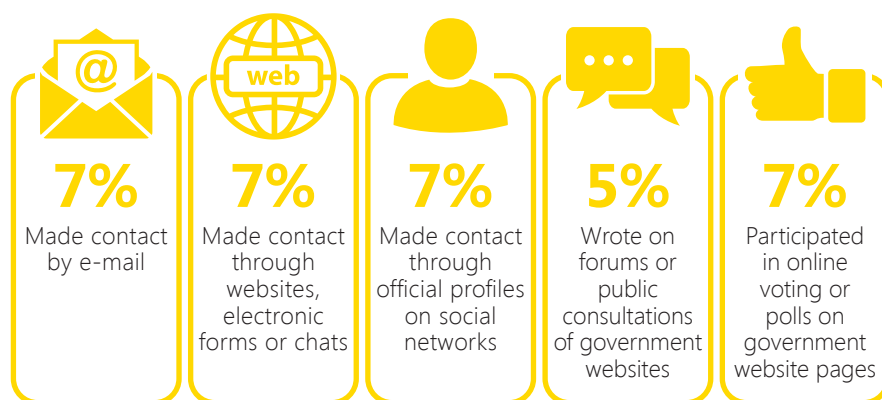 @
7%
Made contact
by e-mail
web
7%
Made contact
through
websites,
electronic
forms or chats
7%
Made contact
through
official profiles
on social
networks
5%
Wrote on
forums or
public
consultations
of government
websites
7%
Participated
in online
voting or
polls on
government
website pages